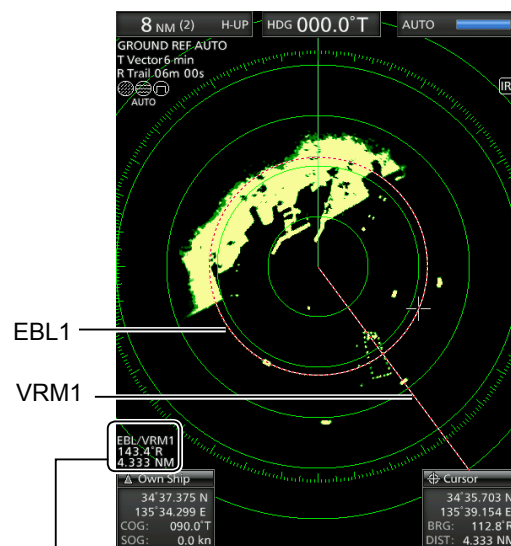 8 NM (2) H-UP HDG 000.0°T AUTO
GROUND REF AUTO
T Vector 6 min
R Trail 06m 00s
AUTO
IR
EBL1
VRM1
EBL/VRM1
143.4°R
4.333 NM
Own Ship
34°37.375 N
135°34.299 E
COG: 090.0°T
SOG: 0.0 kn
Cursor
34°35.703 N
135°39.154 E
BRG: 112.8°R
DIST: 4.333 NM